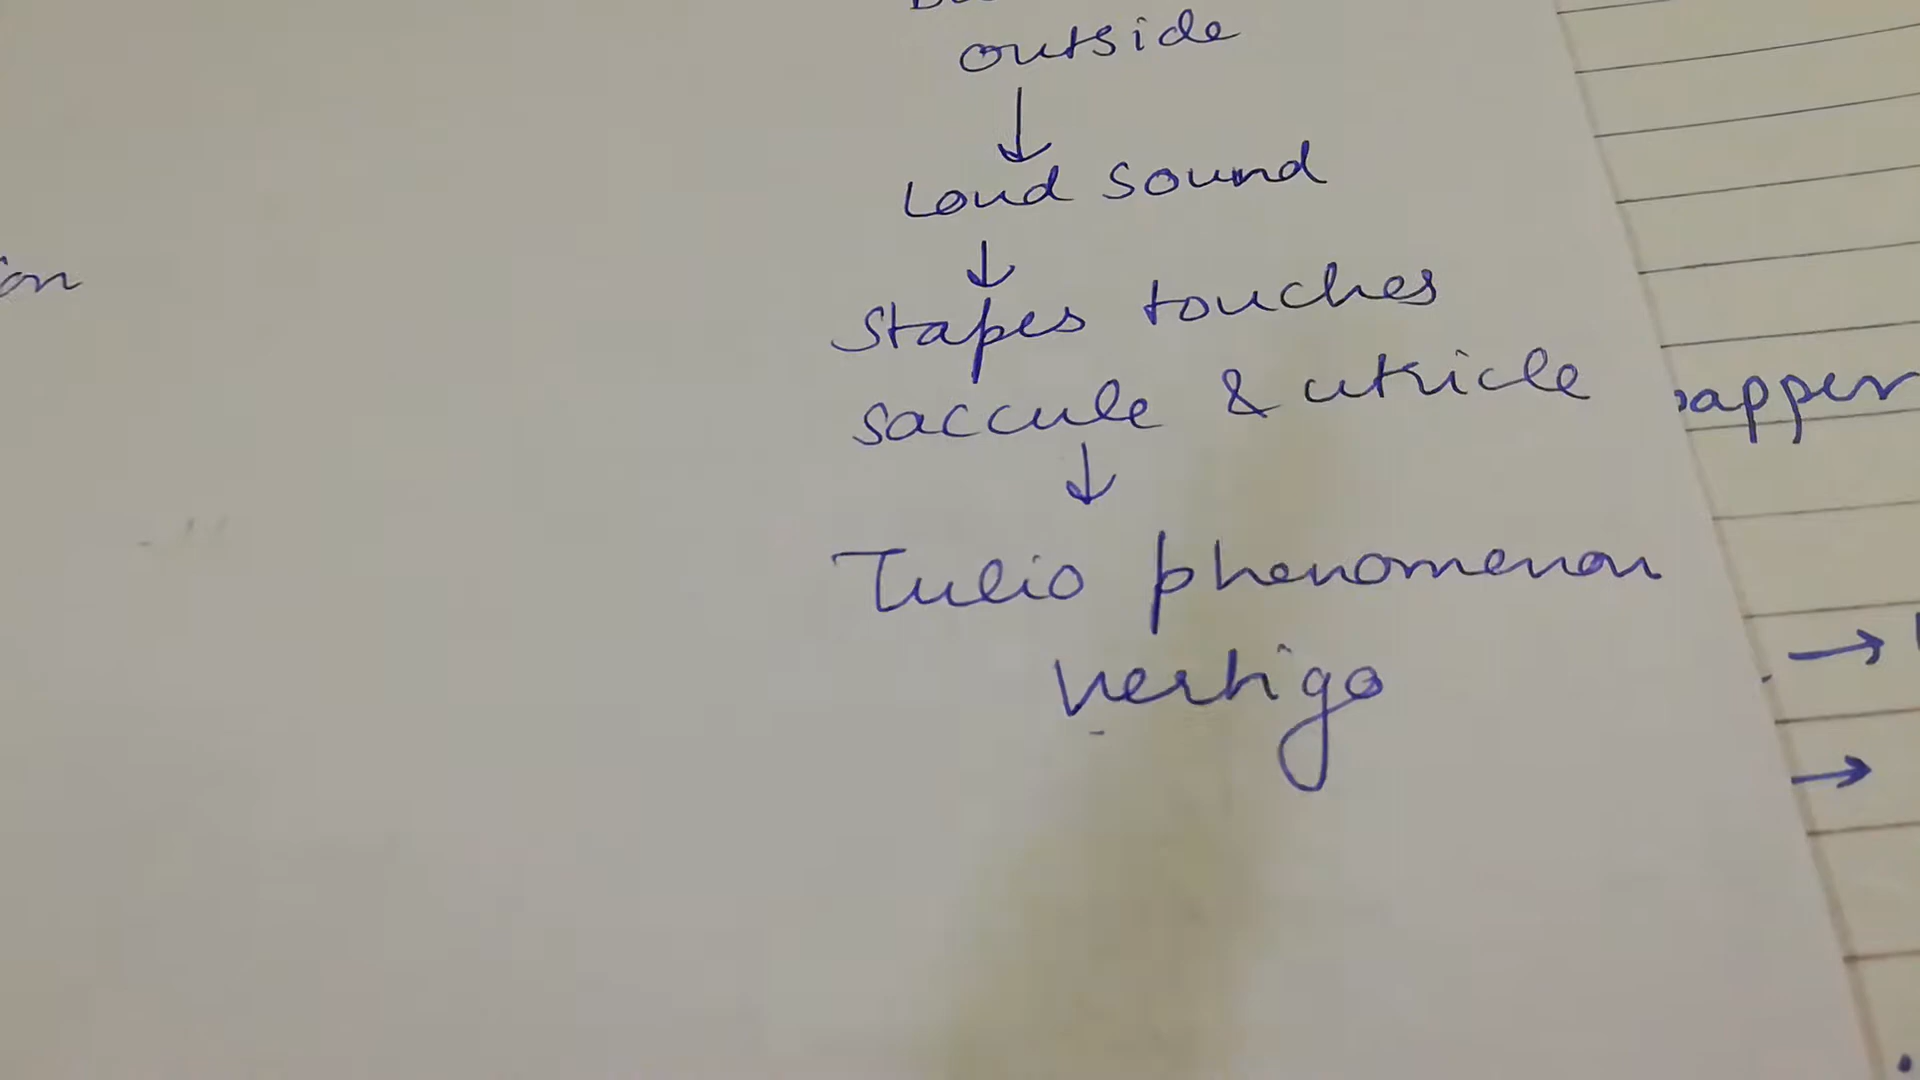 outside
↓
Loud sound
↓
Stapes touches
saccule & utricle
↓
Tulio phenomenon
vertigo
→
→